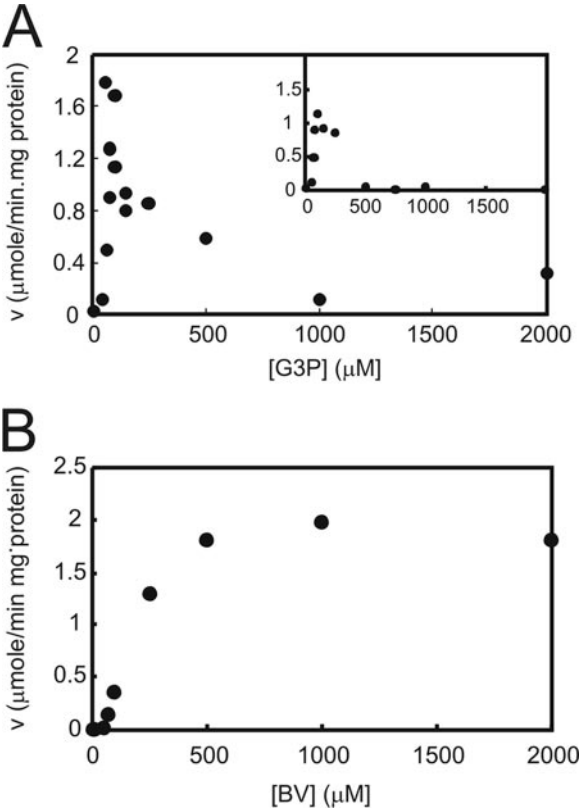 A
2
1.6
1.2
0.8
0.4
0
v (μmole/min.mg protein)
1.5
1
0.5
0
0 500 1000 1500
0 500 1000 1500 2000
[G3P] (μM]
B
2.5
2
1.5
1
0.5
0
v (μmole/min mg·protein)
0 500 1000 1500 2000
[BV] (μM]